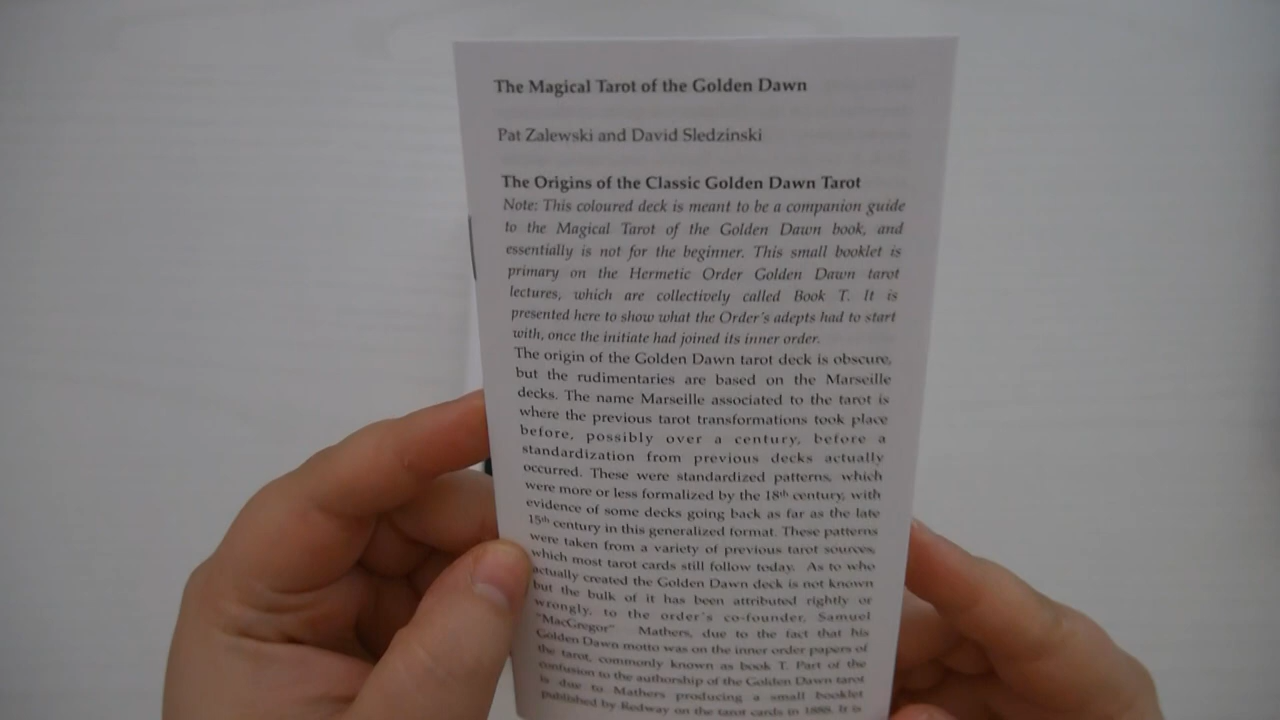 The Magical Tarot of the Golden Dawn
Pat Zalewski and David Sledzinski
The Origins of the Classic Golden Dawn Tarot
Note: This coloured deck is meant to be a companion guide
to the Magical Tarot of the Golden Dawn book, and
essentially is not for the beginner. This small booklet is
primary on the Hermetic Order Golden Dawn tarot
lectures, which are collectively called Book T. It is
presented here to show what the Order's adepts had to start
with, once the initiate had joined its inner order.
The origin of the Golden Dawn tarot deck is obscure,
but the rudimentaries are based on the Marseille
decks. The name Marseille associated to the tarot is
where the previous tarot transformations took place
before, possibly over a century, before a
standardization from previous decks actually
occurred. These were standardized patterns, which
were more or less formalized by the 18th century, with
evidence of some decks going back as far as the late
15th century in this generalized format. These patterns
were taken from a variety of previous tarot sources
which most tarot cards still follow today. As to who
actually created the Golden Dawn deck is not known
but the bulk of it has been attributed rightly or
wrongly, to the order's co-founder, Samuel
"MacGregor" Mathers, due to the fact that his
Golden Dawn motto was on the inner order papers of
the tarot, commonly known as book T. Part of the
confusion to the authorship of the Golden Dawn tarot
is due to Mathers producing a small booklet
published by Redway on the tarot cards in 1888. It is